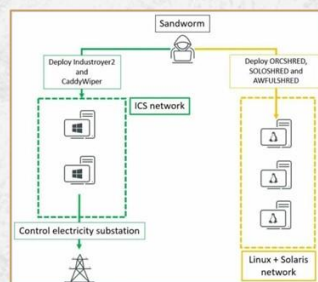 Sandworm
Deploy Industroyer2
and
CaddyWiper
Deploy ORCSHRED,
SOLOSHRED and
AWFULSHRED
ICS network
Control electricity substation
Linux + Solaris
network